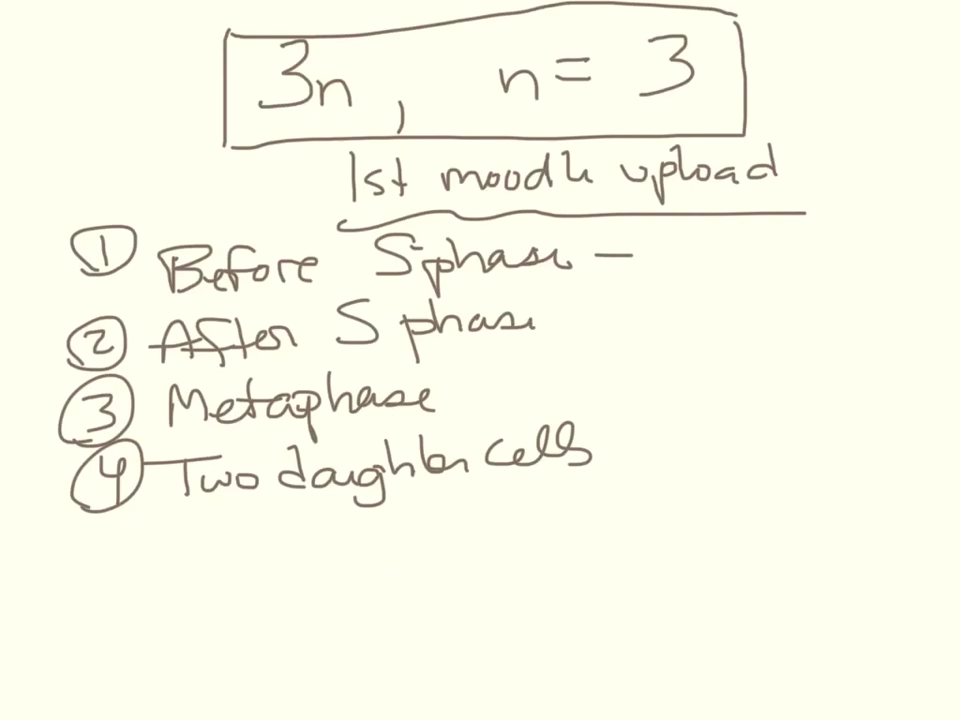 3n, n = 3
1st moodle upload
① Before S phase –
② After S phase
③ Metaphase
④ Two daughter cells